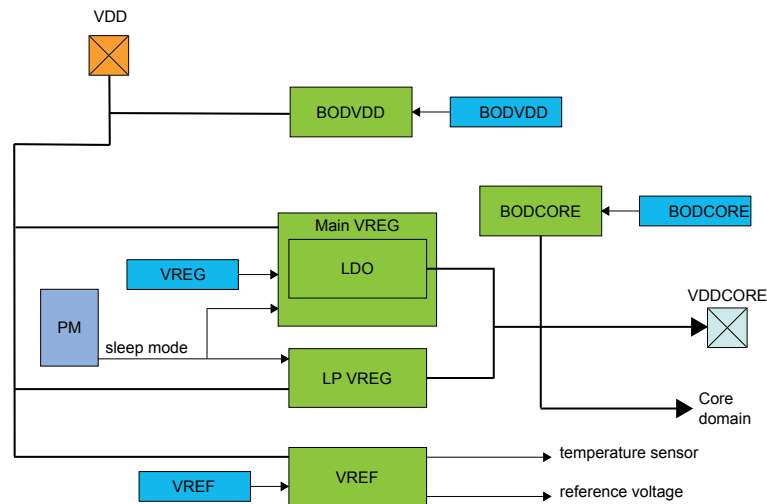 VDD
BODVDD
BODVDD
BODCORE
BODCORE
Main VREG
LDO
VREG
VDDCORE
PM
sleep mode
LP VREG
Core
domain
VREF
VREF
temperature sensor
reference voltage